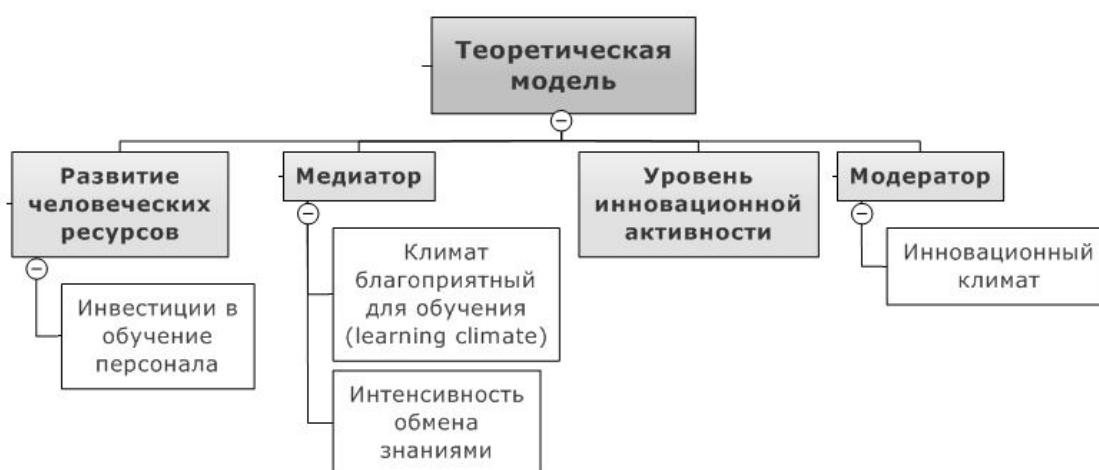 Теоретическая
модель
Развитие
человеческих
ресурсов
Инвестиции в
обучение
персонала
Медиатор
Климат
благоприятный
для обучения
(learning climate)
Интенсивность
обмена
знаниями
Уровень
инновационной
активности
Модератор
Инновационный
климат